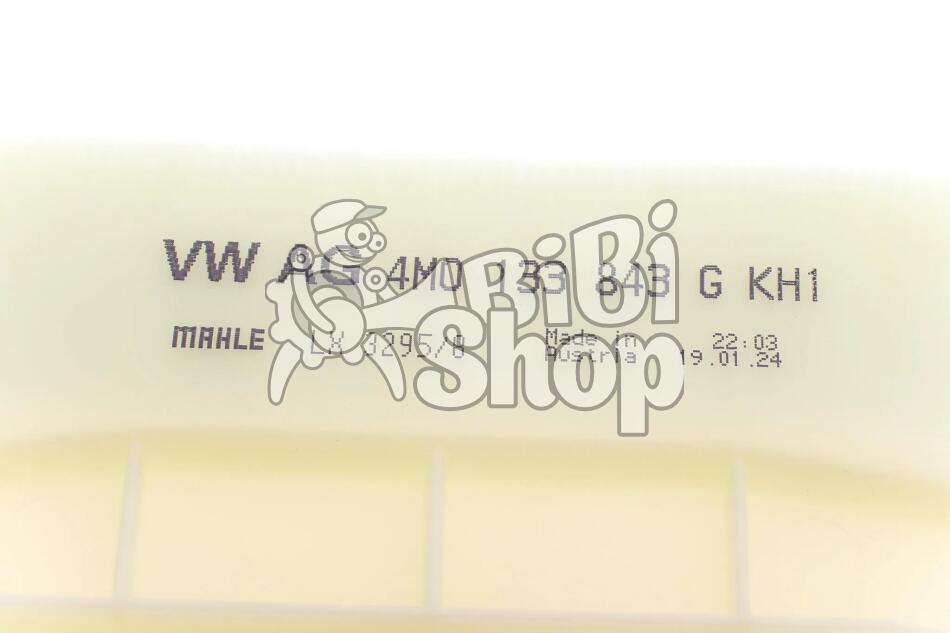 VW AG 4M0 133 843 G KH1
MAHLE LX 3295/8 Made in 22:03
Austria 19.01.24
BiBi
Shop